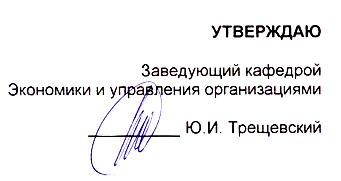 УТВЕРЖДАЮ
Заведующий кафедрой
Экономики и управления организациями
Ю.И. Трещевский